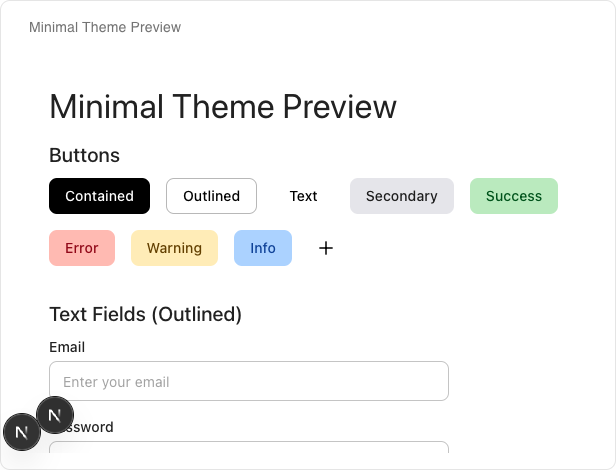 Minimal Theme Preview
Minimal Theme Preview
Buttons
Contained Outlined Text Secondary Success
Error Warning Info +
Text Fields (Outlined)
Email
Enter your email
N
ssword
N